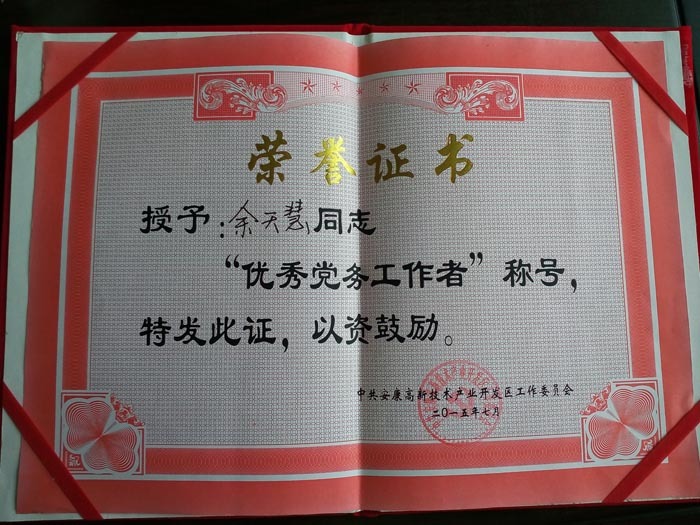 荣誉证书
授予:余天慧同志
“优秀党务工作者”称号,
特发此证,以资鼓励。
中共安康高新技术产业开发区工作委员会
二〇一五年七月